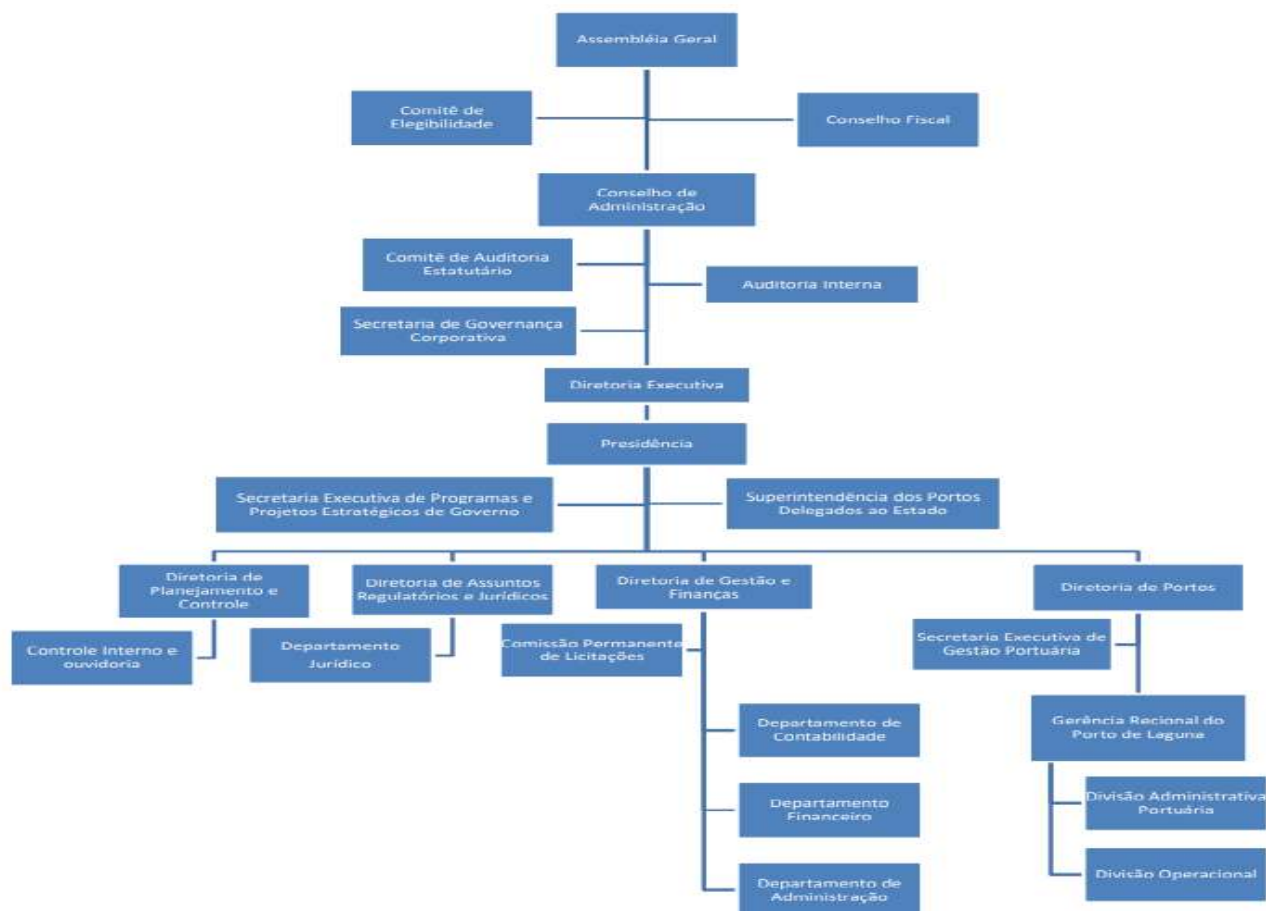 Assembléia Geral
Comitê de
Elegibilidade
Conselho Fiscal
Conselho de
Administração
Comitê de Auditoria
Estatutário
Auditoria Interna
Secretaria de Governança
Corporativa
Diretoria Executiva
Presidência
Secretaria Executiva de Programas e
Projetos Estratégicos de Governo
Superintendência dos Portos
Delegados ao Estado
Diretoria de
Planejamento e
Controle
Diretoria de Assuntos
Regulatórios e Jurídicos
Diretoria de Gestão e
Finanças
Diretoria de Portos
Controle Interno e
ouvidoria
Departamento
Jurídico
Comissão Permanente
de Licitações
Secretaria Executiva de
Gestão Portuária
Departamento de
Contabilidade
Gerência Recional do
Porto de Laguna
Departamento
Financeiro
Divisão Administrativa
Portuária
Departamento de
Administração
Divisão Operacional